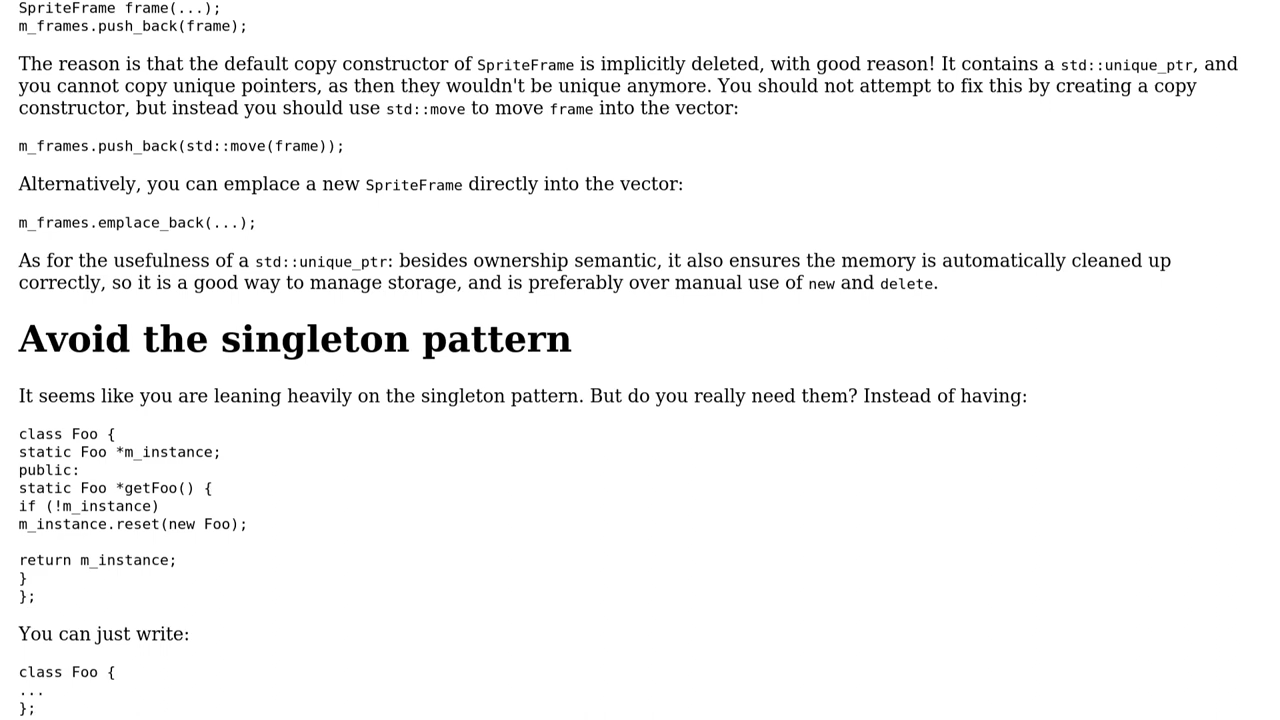 SpriteFrame frame(...);
m_frames.push_back(frame);
The reason is that the default copy constructor of SpriteFrame is implicitly deleted, with good reason! It contains a std::unique_ptr, and
you cannot copy unique pointers, as then they wouldn't be unique anymore. You should not attempt to fix this by creating a copy
constructor, but instead you should use std::move to move frame into the vector:
m_frames.push_back(std::move(frame));
Alternatively, you can emplace a new SpriteFrame directly into the vector:
m_frames.emplace_back(...);
As for the usefulness of a std::unique_ptr: besides ownership semantic, it also ensures the memory is automatically cleaned up
correctly, so it is a good way to manage storage, and is preferably over manual use of new and delete.
Avoid the singleton pattern
It seems like you are leaning heavily on the singleton pattern. But do you really need them? Instead of having:
class Foo {
static Foo *m_instance;
public:
static Foo *getFoo() {
if (!m_instance)
m_instance.reset(new Foo);
return m_instance;
}
};
You can just write:
class Foo {
...
};